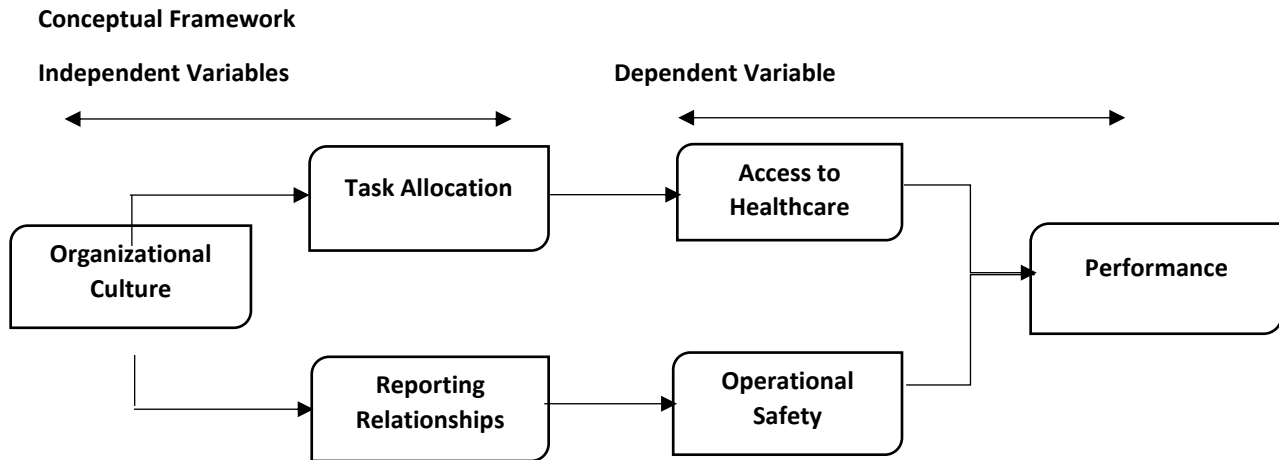 Conceptual Framework
Independent Variables
Dependent Variable
Task Allocation
Access to
Healthcare
Organizational
Culture
Performance
Reporting
Relationships
Operational
Safety